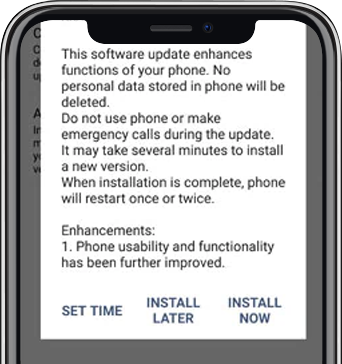 This software update enhances
functions of your phone. No
personal data stored in phone will be
deleted.
Do not use phone or make
emergency calls during the update.
It may take several minutes to install
a new version.
When installation is complete, phone
will restart once or twice.
Enhancements:
1. Phone usability and functionality
has been further improved.
SET TIME
INSTALL
LATER
INSTALL
NOW